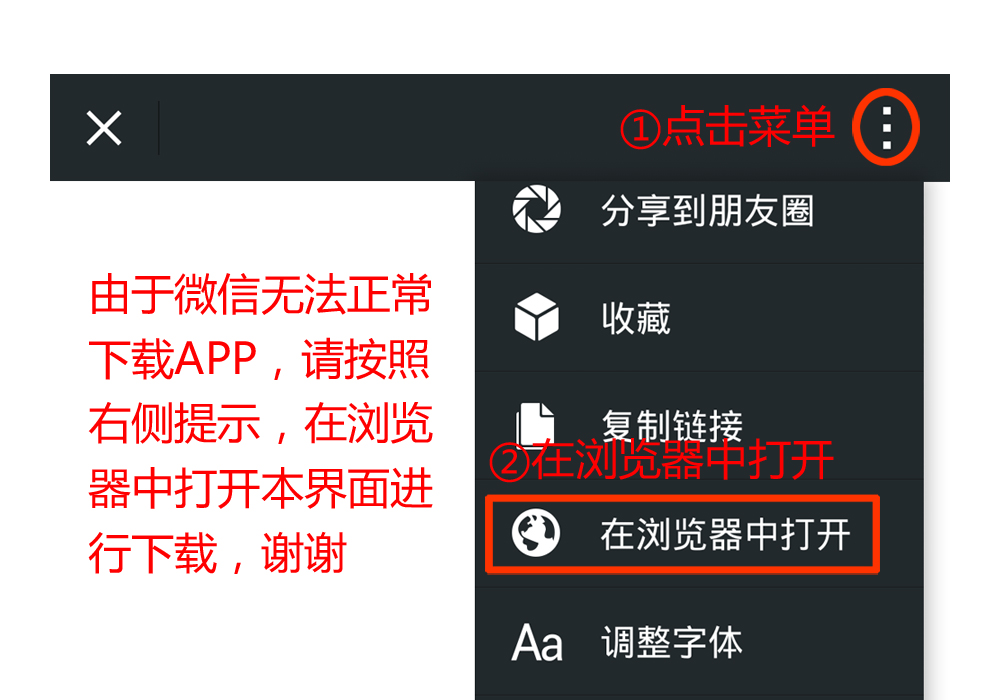 ①点击菜单
分享到朋友圈
收藏
复制链接
②在浏览器中打开
在浏览器中打开
Aa 调整字体
由于微信无法正常
下载APP，请按照
右侧提示，在浏览
器中打开本界面进
行下载，谢谢